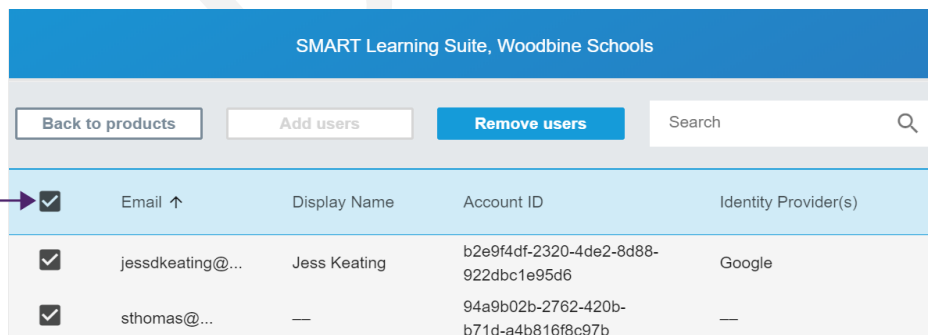 SMART Learning Suite, Woodbine Schools
Back to products Add users Remove users Search
Email ↑ Display Name Account ID Identity Provider(s)
jessdkeating@... Jess Keating b2e9f4df-2320-4de2-8d88-
922dbc1e95d6 Google
sthomas@... — 94a9b02b-2762-420b-
b71d-a4b816f8c97b —